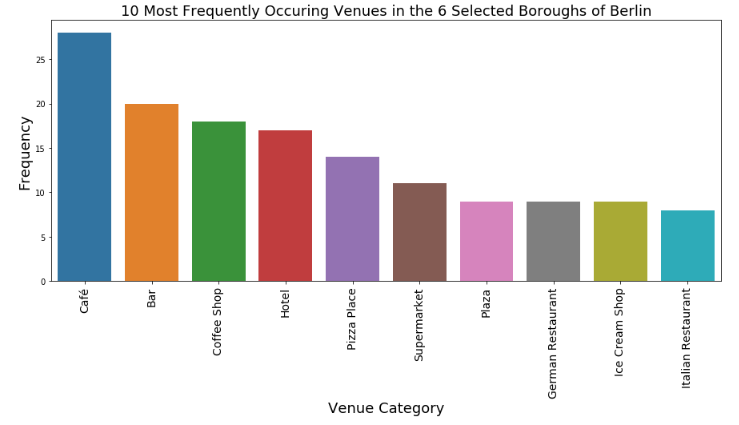 10 Most Frequently Occuring Venues in the 6 Selected Boroughs of Berlin
Frequency
25
20
15
10
5
0
Café
Bar
Coffee Shop
Hotel
Pizza Place
Supermarket
Plaza
German Restaurant
Ice Cream Shop
Italian Restaurant
Venue Category